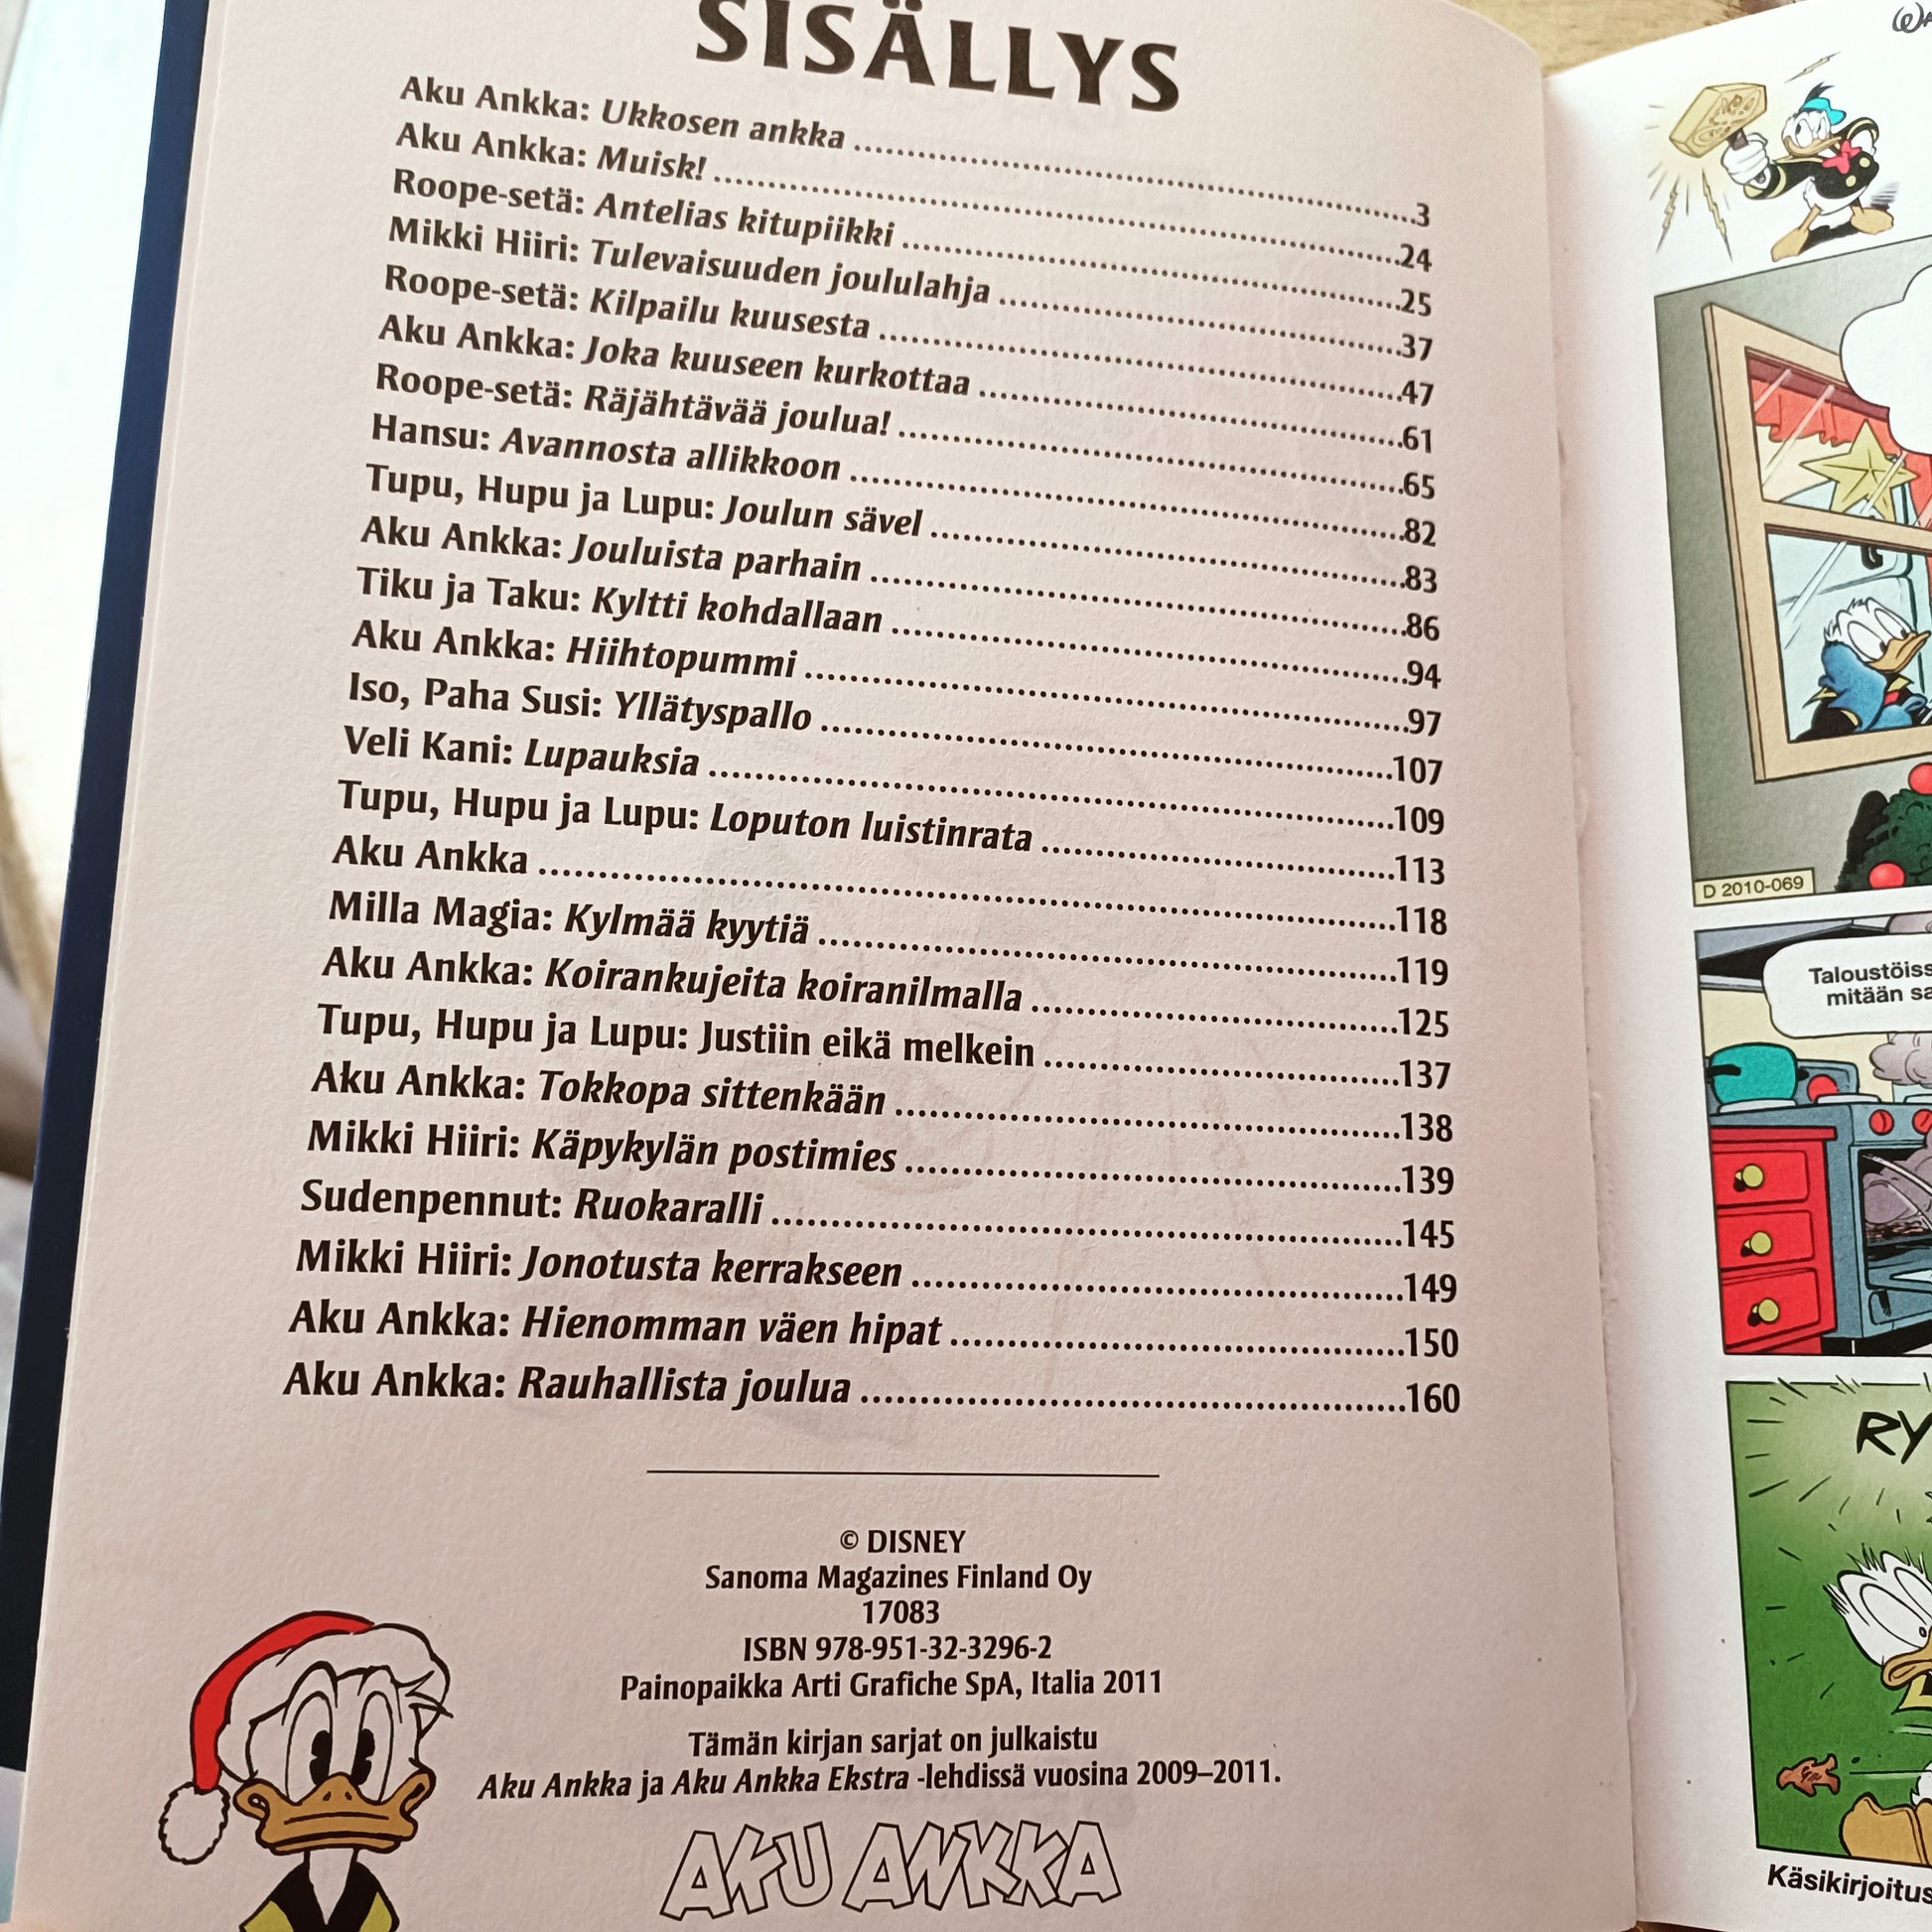 SISÄLLYS
Aku Ankka: Ukkosen ankka ........ 3
Aku Ankka: Muisk! ........ 24
Roope-setä: Antelias kitupiikki ........ 25
Mikki Hiiri: Tulevaisuuden joululahja ........ 37
Roope-setä: Kilpailu kuusesta ........ 47
Aku Ankka: Joka kuuseen kurkottaa ........ 61
Roope-setä: Räjähtävää joulua! ........ 65
Hansu: Avannosta allikkoon ........ 82
Tupu, Hupu ja Lupu: Joulun sävel ........ 83
Aku Ankka: Jouluista parhain ........ 86
Tiku ja Taku: Kyltti kohdallaan ........ 94
Aku Ankka: Hiihtopummi ........ 97
Iso, Paha Susi: Yllätyspallo ........ 107
Veli Kani: Lupauksia ........ 109
Tupu, Hupu ja Lupu: Loputon luistinrata ........ 113
Aku Ankka ........ 118
Milla Magia: Kylmää kyytiä ........ 119
Aku Ankka: Koirankujeita koiranilmalla ........ 125
Tupu, Hupu ja Lupu: Justiin eikä melkein ........ 137
Aku Ankka: Tokkopa sittenkään ........ 138
Mikki Hiiri: Käpykylän postimies ........ 139
Sudenpennut: Ruokaralli ........ 145
Mikki Hiiri: Jonotusta kerrakseen ........ 149
Aku Ankka: Hienomman väen hipat ........ 150
Aku Ankka: Rauhallista joulua ........ 160
© DISNEY
Sanoma Magazines Finland Oy
17083
ISBN 978-951-32-3296-2
Painopaikka Arti Grafiche SpA, Italia 2011
Tämän kirjan sarjat on julkaistu
Aku Ankka ja Aku Ankka Ekstra -lehdissä vuosina 2009–2011.
AKU ANKKA
D 2010-069
mitään